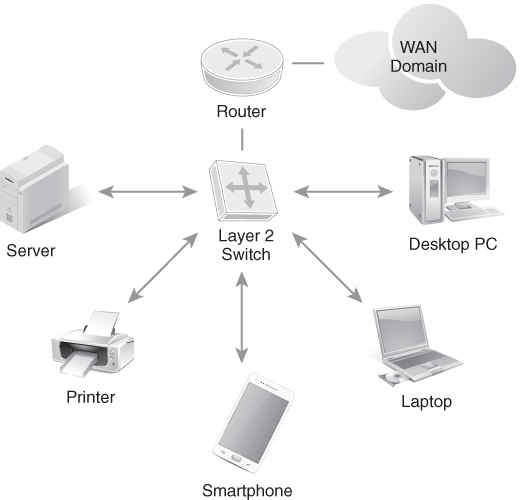 WAN
Domain
Router
Layer 2
Switch
Server
Desktop PC
Printer
Laptop
Smartphone